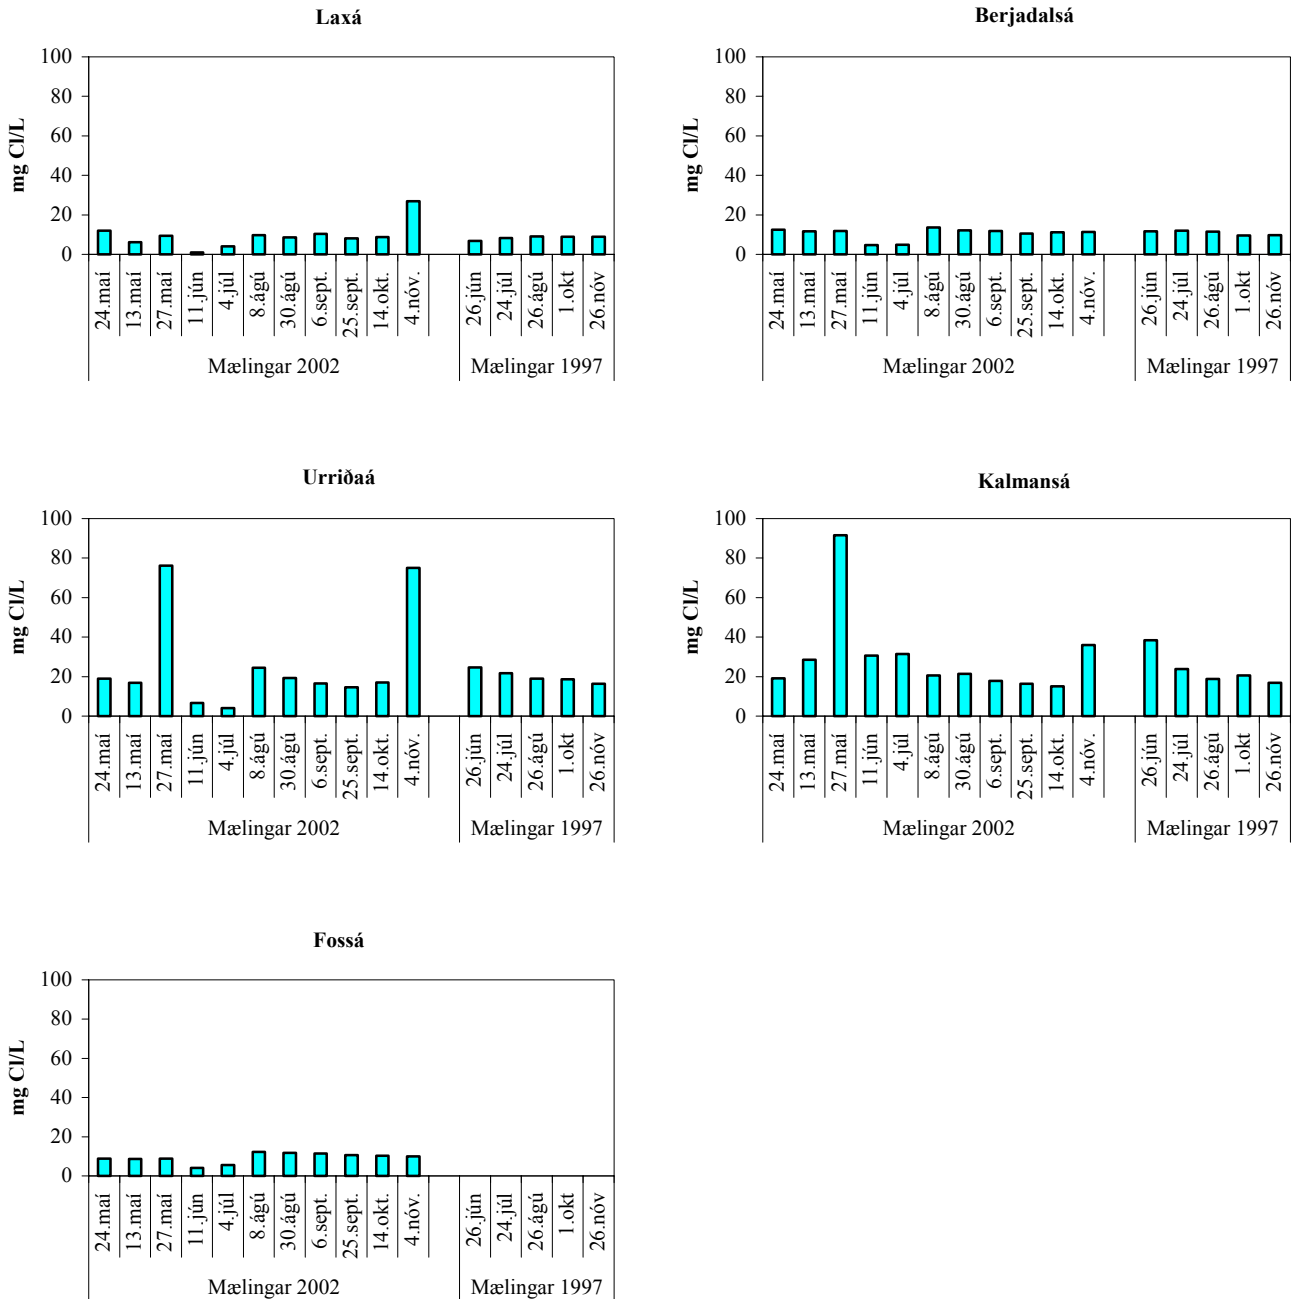 Laxá
mg Cl/L
100
80
60
40
20
0
24.maí 13.maí 27.maí 11.jún 4.júl 8.ágú 30.ágú 6.sept. 25.sept. 14.okt. 4.nóv. 26.jún 24.júl 26.ágú 1.okt 26.nóv
Mælingar 2002 Mælingar 1997
Berjadalsá
mg Cl/L
100
80
60
40
20
0
24.maí 13.maí 27.maí 11.jún 4.júl 8.ágú 30.ágú 6.sept. 25.sept. 14.okt. 4.nóv. 26.jún 24.júl 26.ágú 1.okt 26.nóv
Mælingar 2002 Mælingar 1997
Urriðaá
mg Cl/L
100
80
60
40
20
0
24.maí 13.maí 27.maí 11.jún 4.júl 8.ágú 30.ágú 6.sept. 25.sept. 14.okt. 4.nóv. 26.jún 24.júl 26.ágú 1.okt 26.nóv
Mælingar 2002 Mælingar 1997
Kalmansá
mg Cl/L
100
80
60
40
20
0
24.maí 13.maí 27.maí 11.jún 4.júl 8.ágú 30.ágú 6.sept. 25.sept. 14.okt. 4.nóv. 26.jún 24.júl 26.ágú 1.okt 26.nóv
Mælingar 2002 Mælingar 1997
Fossá
mg Cl/L
100
80
60
40
20
0
24.maí 13.maí 27.maí 11.jún 4.júl 8.ágú 30.ágú 6.sept. 25.sept. 14.okt. 4.nóv. 26.jún 24.júl 26.ágú 1.okt 26.nóv
Mælingar 2002 Mælingar 1997